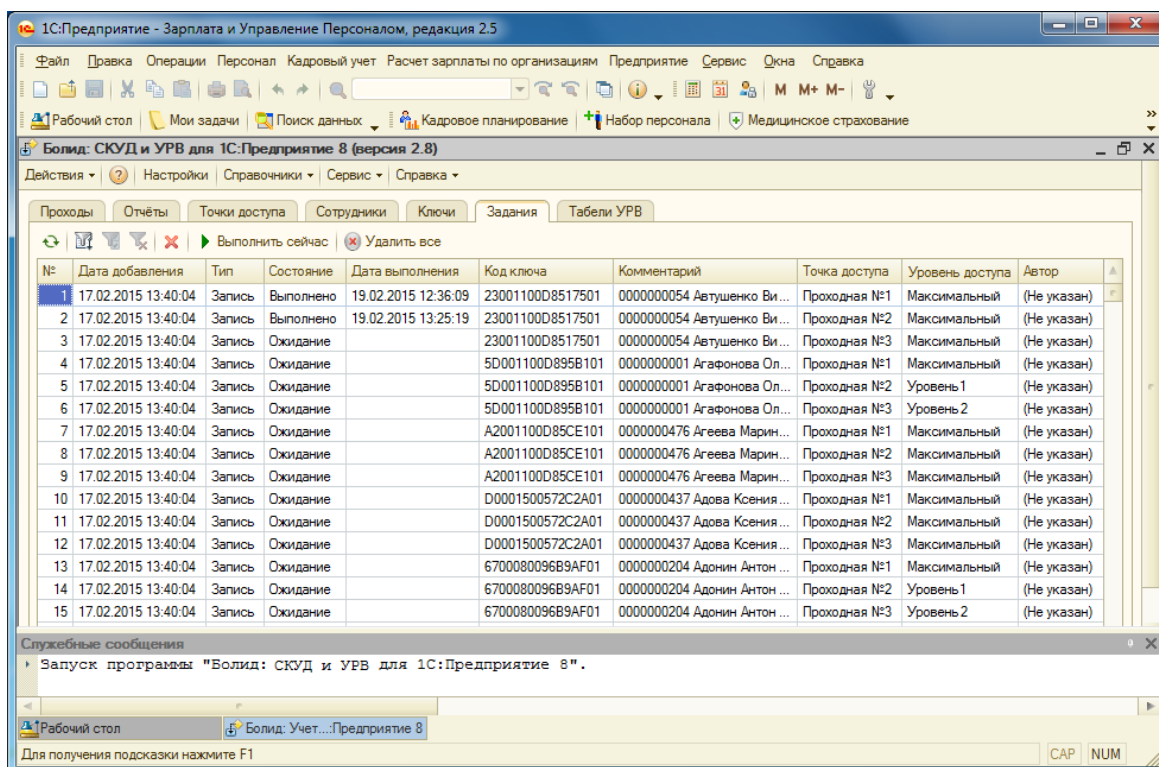 1С:Предприятие - Зарплата и Управление Персоналом, редакция 2.5
Файл Правка Операции Персонал Кадровый учет Расчет зарплаты по организациям Предприятие Сервис Окна Справка
M M+ M-
Рабочий стол Мои задачи Поиск данных Кадровое планирование Набор персонала Медицинское страхование
Болид: СКУД и УРВ для 1С:Предприятие 8 (версия 2.8)
Действия Настройки Справочники Сервис Справка
Проходы Отчёты Точки доступа Сотрудники Ключи Задания Табели УРВ
Выполнить сейчас Удалить все
№ Дата добавления Тип Состояние Дата выполнения Код ключа Комментарий Точка доступа Уровень доступа Автор
1 17.02.2015 13:40:04 Запись Выполнено 19.02.2015 12:36:09 23001100D8517501 0000000054 Автушенко Ви... Проходная №1 Максимальный (Не указан)
2 17.02.2015 13:40:04 Запись Выполнено 19.02.2015 13:25:19 23001100D8517501 0000000054 Автушенко Ви... Проходная №2 Максимальный (Не указан)
3 17.02.2015 13:40:04 Запись Ожидание 23001100D8517501 0000000054 Автушенко Ви... Проходная №3 Максимальный (Не указан)
4 17.02.2015 13:40:04 Запись Ожидание 5D001100D895B101 0000000001 Агафонова Ол... Проходная №1 Максимальный (Не указан)
5 17.02.2015 13:40:04 Запись Ожидание 5D001100D895B101 0000000001 Агафонова Ол... Проходная №2 Уровень1 (Не указан)
6 17.02.2015 13:40:04 Запись Ожидание 5D001100D895B101 0000000001 Агафонова Ол... Проходная №3 Уровень2 (Не указан)
7 17.02.2015 13:40:04 Запись Ожидание A2001100D85CE101 0000000476 Агеева Марин... Проходная №1 Максимальный (Не указан)
8 17.02.2015 13:40:04 Запись Ожидание A2001100D85CE101 0000000476 Агеева Марин... Проходная №2 Максимальный (Не указан)
9 17.02.2015 13:40:04 Запись Ожидание A2001100D85CE101 0000000476 Агеева Марин... Проходная №3 Максимальный (Не указан)
10 17.02.2015 13:40:04 Запись Ожидание D0001500572C2A01 0000000437 Адова Ксения ... Проходная №1 Максимальный (Не указан)
11 17.02.2015 13:40:04 Запись Ожидание D0001500572C2A01 0000000437 Адова Ксения ... Проходная №2 Максимальный (Не указан)
12 17.02.2015 13:40:04 Запись Ожидание D0001500572C2A01 0000000437 Адова Ксения ... Проходная №3 Максимальный (Не указан)
13 17.02.2015 13:40:04 Запись Ожидание 6700080096B9AF01 0000000204 Адонин Антон ... Проходная №1 Максимальный (Не указан)
14 17.02.2015 13:40:04 Запись Ожидание 6700080096B9AF01 0000000204 Адонин Антон ... Проходная №2 Уровень1 (Не указан)
15 17.02.2015 13:40:04 Запись Ожидание 6700080096B9AF01 0000000204 Адонин Антон ... Проходная №3 Уровень2 (Не указан)
Служебные сообщения
Запуск программы "Болид: СКУД и УРВ для 1С:Предприятие 8".
Рабочий стол Болид: Учет...:Предприятие 8
Для получения подсказки нажмите F1 CAP NUM